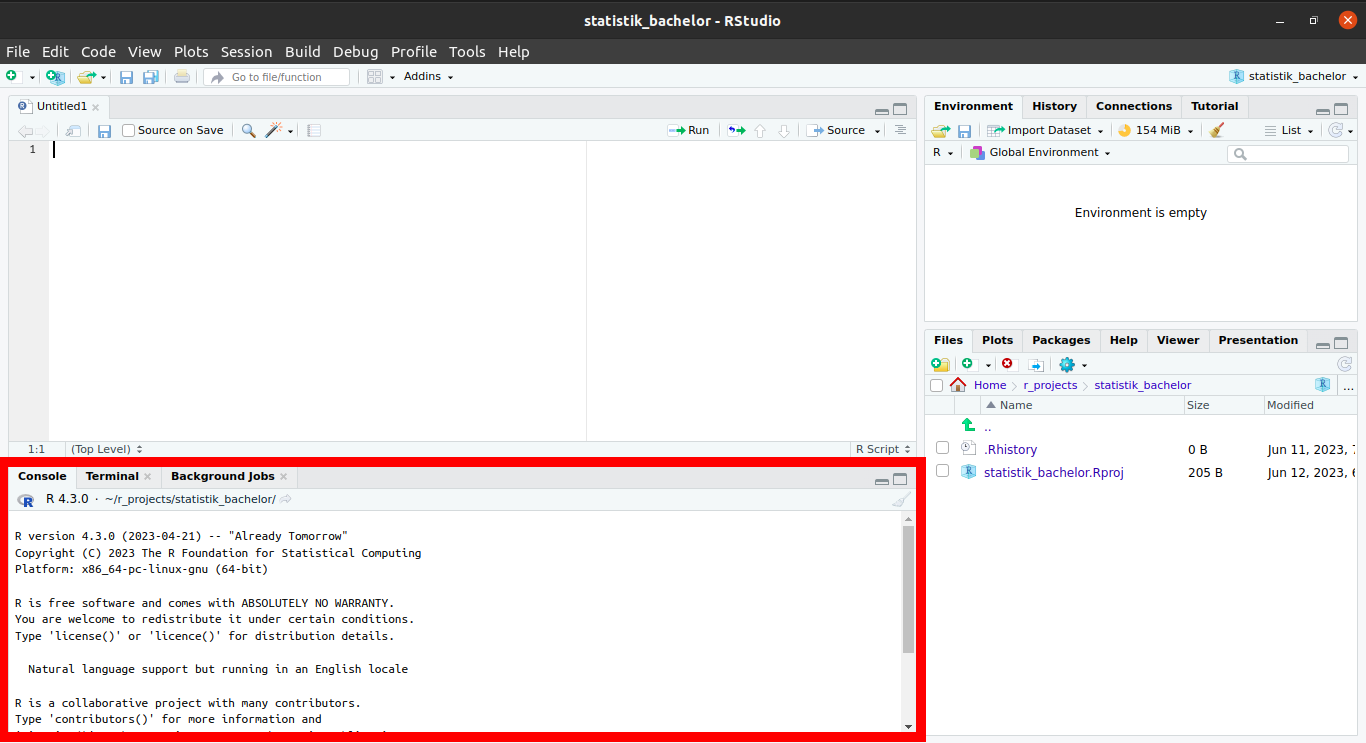 statistik_bachelor - RStudio
File Edit Code View Plots Session Build Debug Profile Tools Help
Go to file/function Addins statistik_bachelor
Untitled1
Source on Save Run Source
1
1:1 (Top Level) R Script
Console Terminal Background Jobs
R 4.3.0 · ~/r_projects/statistik_bachelor/
R version 4.3.0 (2023-04-21) -- "Already Tomorrow"
Copyright (C) 2023 The R Foundation for Statistical Computing
Platform: x86_64-pc-linux-gnu (64-bit)
R is free software and comes with ABSOLUTELY NO WARRANTY.
You are welcome to redistribute it under certain conditions.
Type 'license()' or 'licence()' for distribution details.
Natural language support but running in an English locale
R is a collaborative project with many contributors.
Type 'contributors()' for more information and
Environment History Connections Tutorial
Import Dataset 154 MiB List
R Global Environment
Environment is empty
Files Plots Packages Help Viewer Presentation
Home r_projects statistik_bachelor ...
Name Size Modified
..
.Rhistory 0 B Jun 11, 2023,
statistik_bachelor.Rproj 205 B Jun 12, 2023,